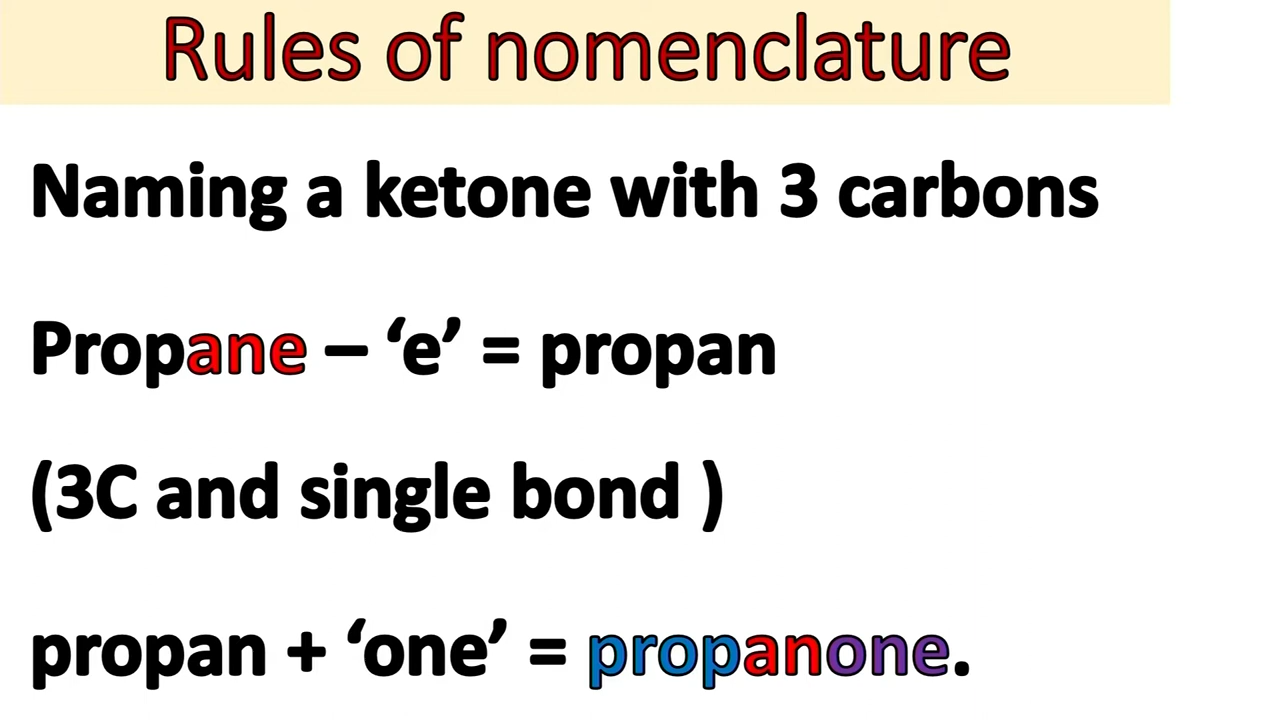 Rules of nomenclature
Naming a ketone with 3 carbons
Propane – ‘e’ = propan
(3C and single bond )
propan + ‘one’ = propanone.